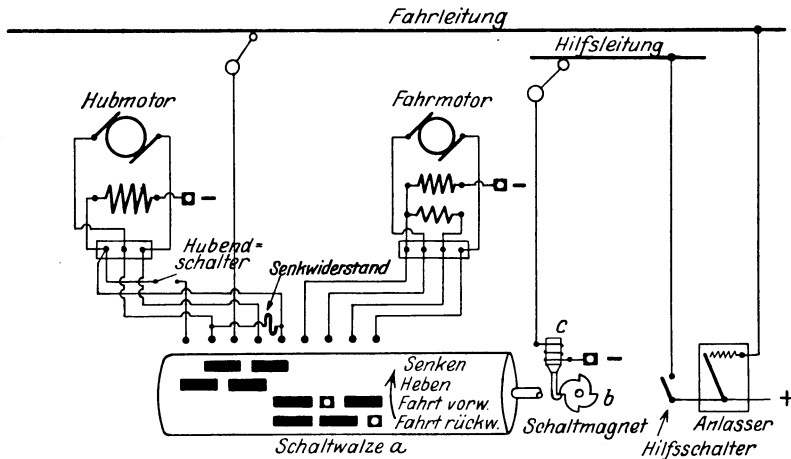 Fahrleitung
Hilfsleitung
Hubmotor
Fahrmotor
Hubend=
schalter
Senkwiderstand
C
Senken
Heben
Fahrt vorw.
Fahrt rückw.
b
+
Schaltmagnet
Anlasser
Schaltwalze a
Hilfsschalter